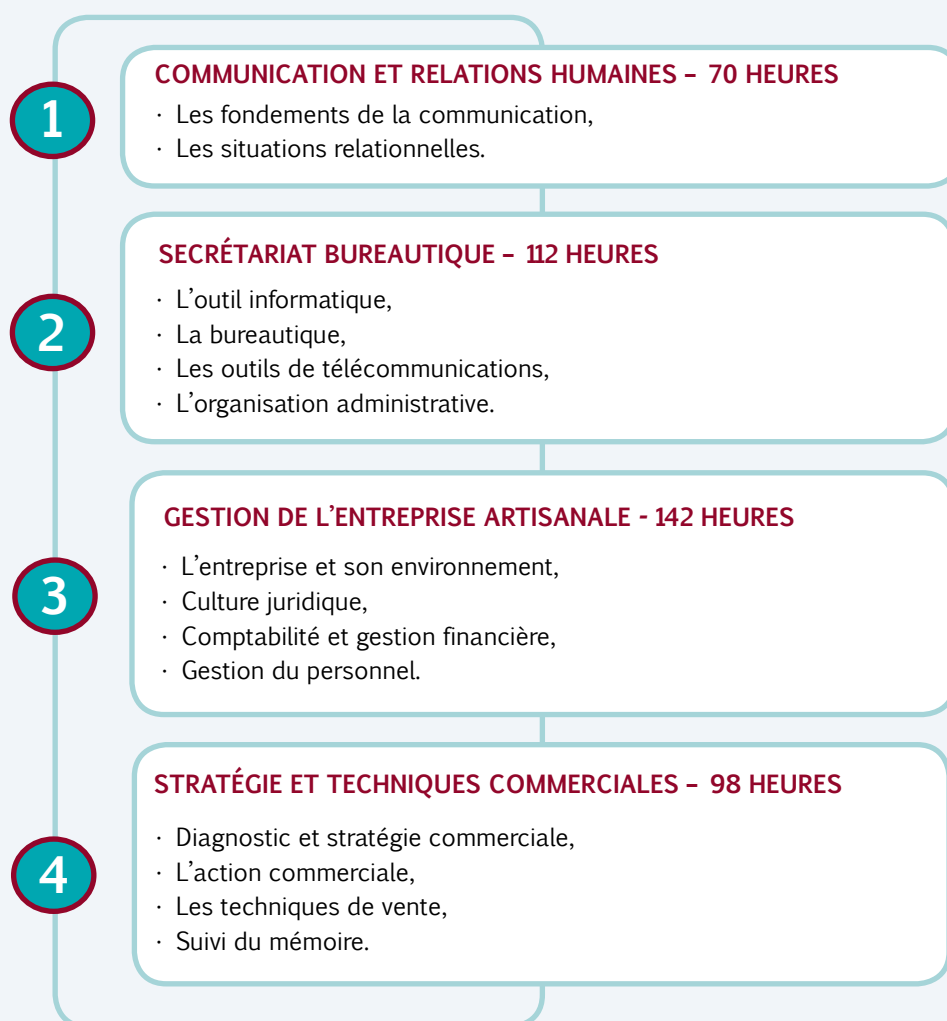 1
COMMUNICATION ET RELATIONS HUMAINES – 70 HEURES
· Les fondements de la communication,
· Les situations relationnelles.
2
SECRÉTARIAT BUREAUTIQUE – 112 HEURES
· L’outil informatique,
· La bureautique,
· Les outils de télécommunications,
· L’organisation administrative.
3
GESTION DE L’ENTREPRISE ARTISANALE - 142 HEURES
· L’entreprise et son environnement,
· Culture juridique,
· Comptabilité et gestion financière,
· Gestion du personnel.
4
STRATÉGIE ET TECHNIQUES COMMERCIALES – 98 HEURES
· Diagnostic et stratégie commerciale,
· L’action commerciale,
· Les techniques de vente,
· Suivi du mémoire.